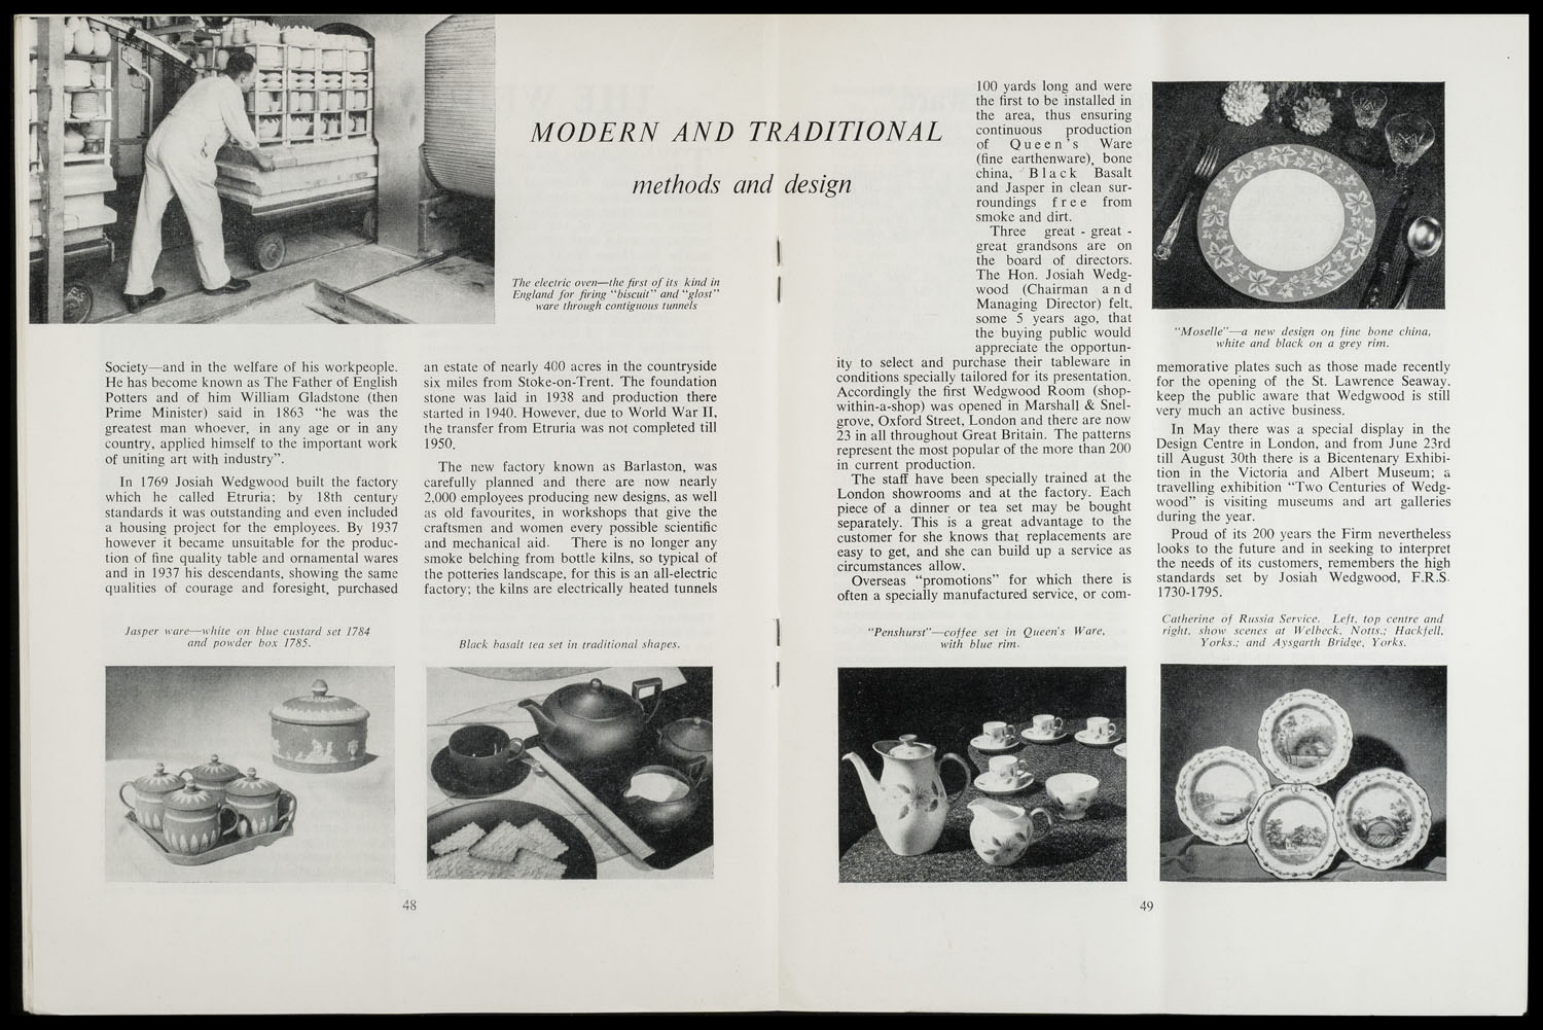 MODERN AND TRADITIONAL
methods and design
The electric oven—the first of its kind in
England for firing "biscuit" and "glost"
ware through contiguous tunnels
Society—and in the welfare of his workpeople.
He has become known as The Father of English
Potters and of him William Gladstone (then
Prime Minister) said in 1863 "he was the
greatest man whoever, in any age or in any
country, applied himself to the important work
of uniting art with industry".
In 1769 Josiah Wedgwood built the factory
which he called Etruria; by 18th century
standards it was outstanding and even included
a housing project for the employees. By 1937
however it became unsuitable for the produc-
tion of fine quality table and ornamental wares
and in 1937 his descendants, showing the same
qualities of courage and foresight, purchased
an estate of nearly 400 acres in the countryside
six miles from Stoke-on-Trent. The foundation
stone was laid in 1938 and production there
started in 1940. However, due to World War II,
the transfer from Etruria was not completed till
1950.
The new factory known as Barlaston, was
carefully planned and there are now nearly
2,000 employees producing new designs, as well
as old favourites, in workshops that give the
craftsmen and women every possible scientific
and mechanical aid. There is no longer any
smoke belching from bottle kilns, so typical of
the potteries landscape, for this is an all-electric
factory; the kilns are electrically heated tunnels
Jasper ware—white on blue custard set 1784
and powder box 1785.
Black basalt tea set in traditional shapes.
48
100 yards long and were
the first to be installed in
the area, thus ensuring
continuous production
of Queen's Ware
(fine earthenware), bone
china, Black Basalt
and Jasper in clean sur-
roundings free from
smoke and dirt.
Three great-great-
great grandsons are on
the board of directors.
The Hon. Josiah Wedg-
wood (Chairman and
Managing Director) felt,
some 5 years ago, that
the buying public would
appreciate the opportun-
ity to select and purchase their tableware in
conditions specially tailored for its presentation.
Accordingly the first Wedgwood Room (shop-
within-a-shop) was opened in Marshall & Snel-
grove, Oxford Street, London and there are now
23 in all throughout Great Britain. The patterns
represent the most popular of the more than 200
in current production.
The staff have been specially trained at the
London showrooms and at the factory. Each
piece of a dinner or tea set may be bought
separately. This is a great advantage to the
customer for she knows that replacements are
easy to get, and she can build up a service as
circumstances allow.
Overseas "promotions" for which there is
often a specially manufactured service, or com-
"Moselle"—a new design on fine bone china,
white and black on a grey rim.
memorative plates such as those made recently
for the opening of the St. Lawrence Seaway.
keep the public aware that Wedgwood is still
very much an active business.
In May there was a special display in the
Design Centre in London, and from June 23rd
till August 30th there is a Bicentenary Exhibi-
tion in the Victoria and Albert Museum; a
travelling exhibition "Two Centuries of Wedg-
wood" is visiting museums and art galleries
during the year.
Proud of its 200 years the Firm nevertheless
looks to the future and in seeking to interpret
the needs of its customers, remembers the high
standards set by Josiah Wedgwood, F.R.S.
1730-1795.
"Penshurst"—coffee set in Queen's Ware,
with blue rim.
Catherine of Russia Service. Left, top centre and
right, show scenes at Welbeck, Notts.; Hackfell,
Yorks.; and Aysgarth Bridge, Yorks.
49